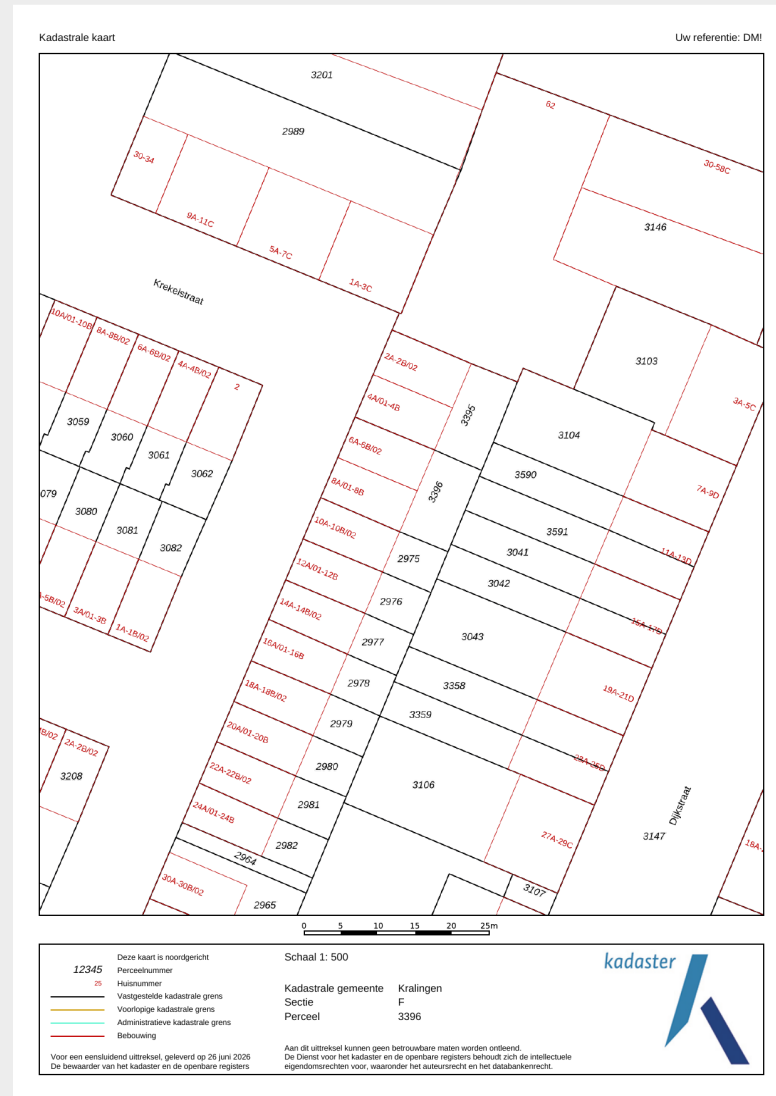 Kadastrale kaart
Uw referentie: DM!
3201
62
2989
30-58C
30-34
9A-11C
3146
5A-7C
1A-3C
Krekelstraat
10A/01-10B
8A-8B/02
6A-6B/02
4A-4B/02
2
2A-2B/02
3103
4A/01-4B
3395
3A-5C
3059
3060
3061
3062
6A-6B/02
3104
8A/01-8B
3396
3590
7A-9D
079
3080
3081
3082
10A-10B/02
3591
11A-13D
12A/01-12B
2975
3041
3042
14A-14B/02
2976
-5B/02
3A/01-3B
1A-1B/02
16A/01-16B
2977
3043
15A-17D
18A-18B/02
2978
3358
19A-21D
3359
2979
20A/01-20B
B/02
2A-2B/02
22A-22B/02
2980
23A-25D
3208
3106
24A/01-24B
2981
Dijkstraat
2982
27A-29C
3147
18A-
2964
30A-30B/02
2965
3107
0 5 10 15 20 25m
Deze kaart is noordgericht
12345 Perceelnummer
25 Huisnummer
Vastgestelde kadastrale grens
Voorlopige kadastrale grens
Administratieve kadastrale grens
Bebouwing
Voor een eensluidend uittreksel, geleverd op 26 juni 2026
De bewaarder van het kadaster en de openbare registers
Schaal 1: 500
Kadastrale gemeente Kralingen
Sectie F
Perceel 3396
Aan dit uittreksel kunnen geen betrouwbare maten worden ontleend.
De Dienst voor het kadaster en de openbare registers behoudt zich de intellectuele
eigendomsrechten voor, waaronder het auteursrecht en het databankenrecht.
kadaster